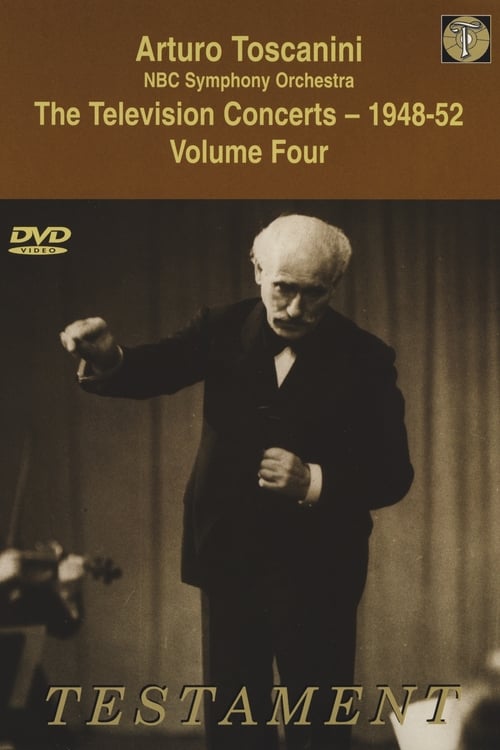 Arturo Toscanini
NBC Symphony Orchestra
The Television Concerts – 1948-52
Volume Four
DVD
VIDEO
TESTAMENT